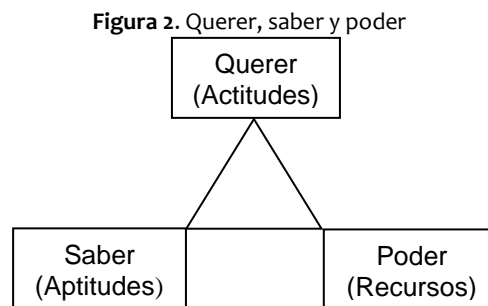 Figura 2. Querer, saber y poder
Querer
(Actitudes)
Saber
(Aptitudes)
Poder
(Recursos)